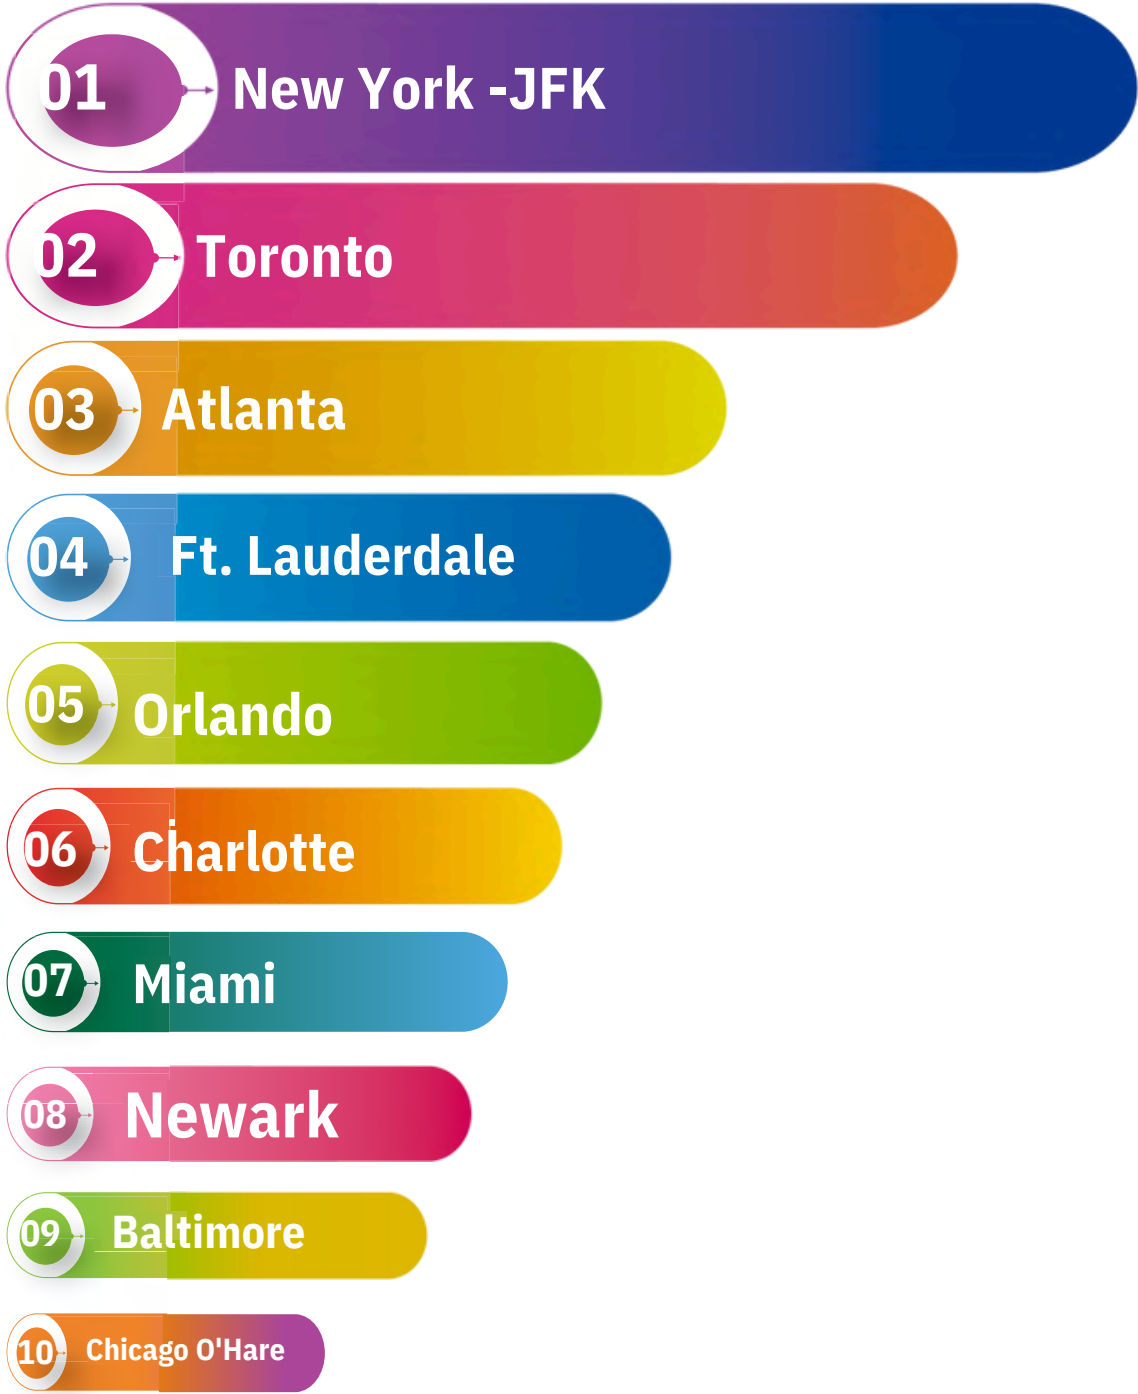 01 New York -JFK
02 Toronto
03 Atlanta
04 Ft. Lauderdale
05 Orlando
06 Charlotte
07 Miami
08 Newark
09 Baltimore
10 Chicago O'Hare